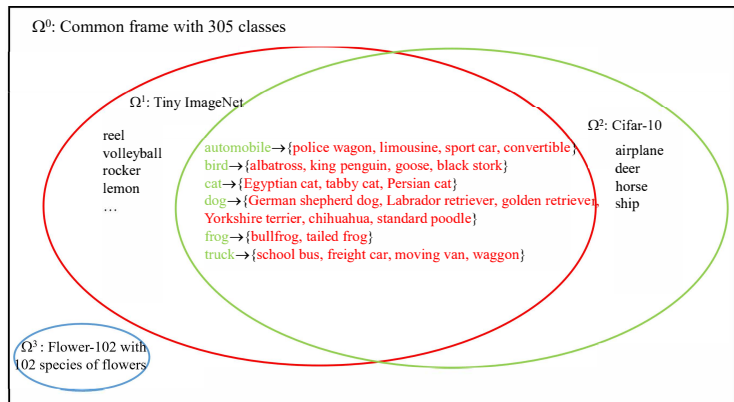 Ω⁰: Common frame with 305 classes
Ω¹: Tiny ImageNet
reel
volleyball
rocker
lemon
…
automobile→{police wagon, limousine, sport car, convertible}
bird→{albatross, king penguin, goose, black stork}
cat→{Egyptian cat, tabby cat, Persian cat}
dog→{German shepherd dog, Labrador retriever, golden retriever,
Yorkshire terrier, chihuahua, standard poodle}
frog→{bullfrog, tailed frog}
truck→{school bus, freight car, moving van, waggon}
Ω²: Cifar-10
airplane
deer
horse
ship
Ω³ : Flower-102 with
102 species of flowers